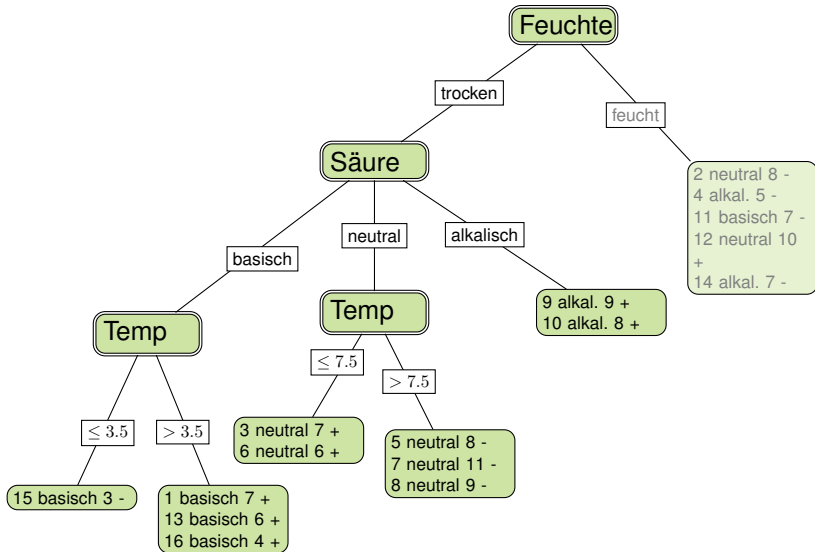 Feuchte
trocken
feucht
Säure
2 neutral 8 -
4 alkal. 5 -
11 basisch 7 -
12 neutral 10
+
14 alkal. 7 -
basisch
neutral
alkalisch
9 alkal. 9 +
10 alkal. 8 +
Temp
Temp
≤ 7.5
> 7.5
≤ 3.5
> 3.5
3 neutral 7 +
6 neutral 6 +
5 neutral 8 -
7 neutral 11 -
8 neutral 9 -
15 basisch 3 -
1 basisch 7 +
13 basisch 6 +
16 basisch 4 +